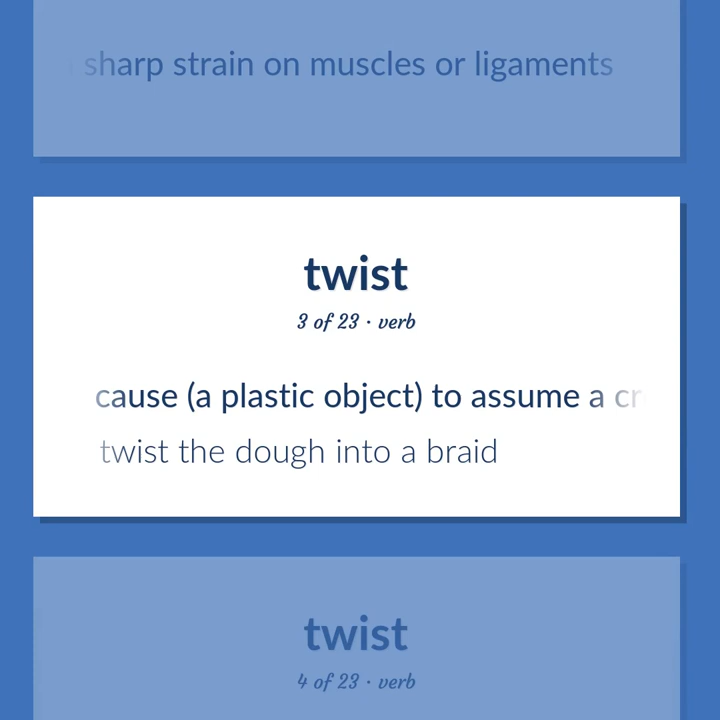 sharp strain on muscles or ligaments
twist
3 of 23 · verb
cause (a plastic object) to assume a
twist the dough into a braid
twist
4 of 23 · verb